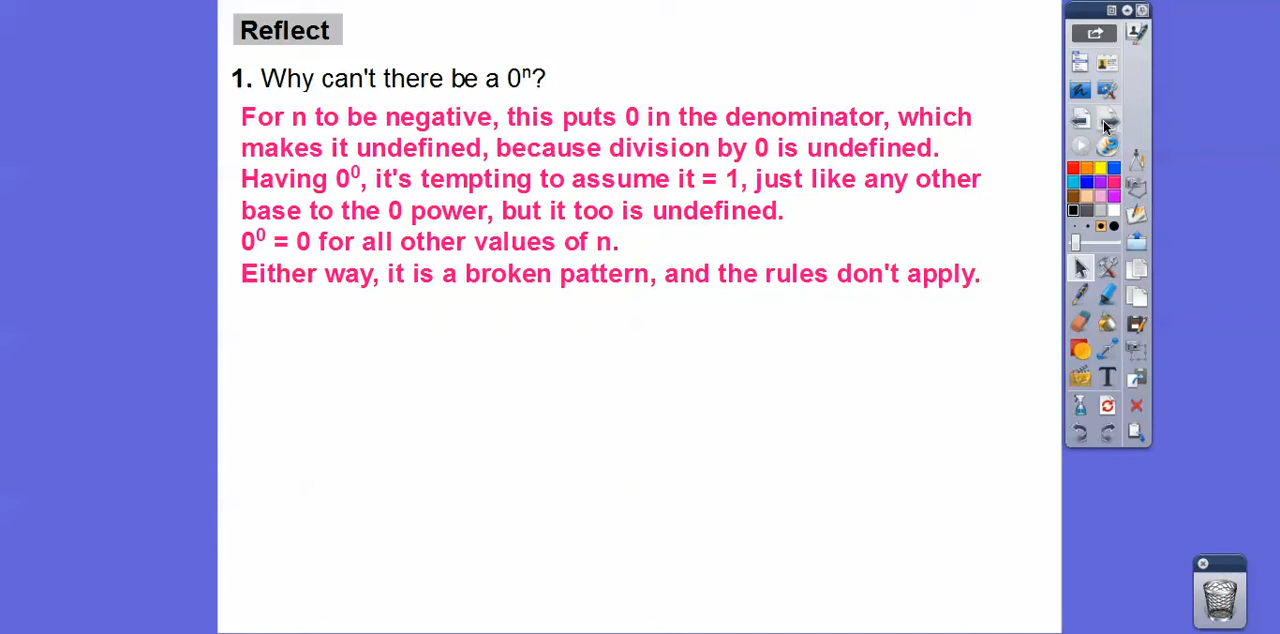 Reflect
1. Why can't there be a 0ⁿ?
For n to be negative, this puts 0 in the denominator, which
makes it undefined, because division by 0 is undefined.
Having 0⁰, it's tempting to assume it = 1, just like any other
base to the 0 power, but it too is undefined.
0⁰ = 0 for all other values of n.
Either way, it is a broken pattern, and the rules don't apply.